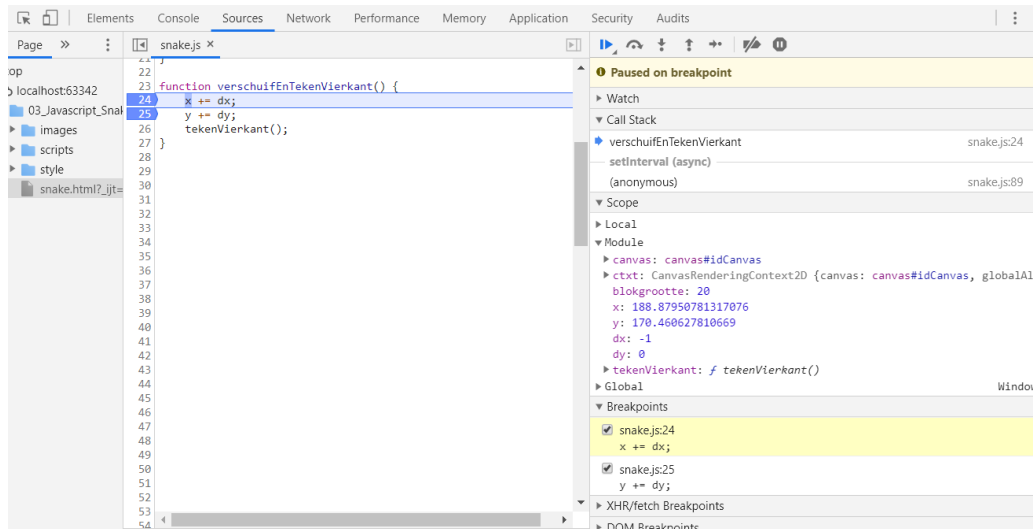 Elements Console Sources Network Performance Memory Application Security Audits
Page » snake.js ×
top
localhost:63342
03_Javascript_Snak
images
scripts
style
snake.html?_ijt=
21 }
22
23 function verschuifEnTekenVierkant() {
24 x += dx;
25 y += dy;
26 tekenVierkant();
27 }
28
29
30
31
32
33
34
35
36
37
38
39
40
41
42
43
44
45
46
47
48
49
50
51
52
53
54
Paused on breakpoint
Watch
Call Stack
verschuifEnTekenVierkant snake.js:24
setInterval (async)
(anonymous) snake.js:89
Scope
Local
Module
canvas: canvas#idCanvas
ctxt: CanvasRenderingContext2D {canvas: canvas#idCanvas, globalAl
blokgrootte: 20
x: 188.87950781317076
y: 170.460627810669
dx: -1
dy: 0
tekenVierkant: ƒ tekenVierkant()
Global Window
Breakpoints
snake.js:24
x += dx;
snake.js:25
y += dy;
XHR/fetch Breakpoints
DOM Breakpoints